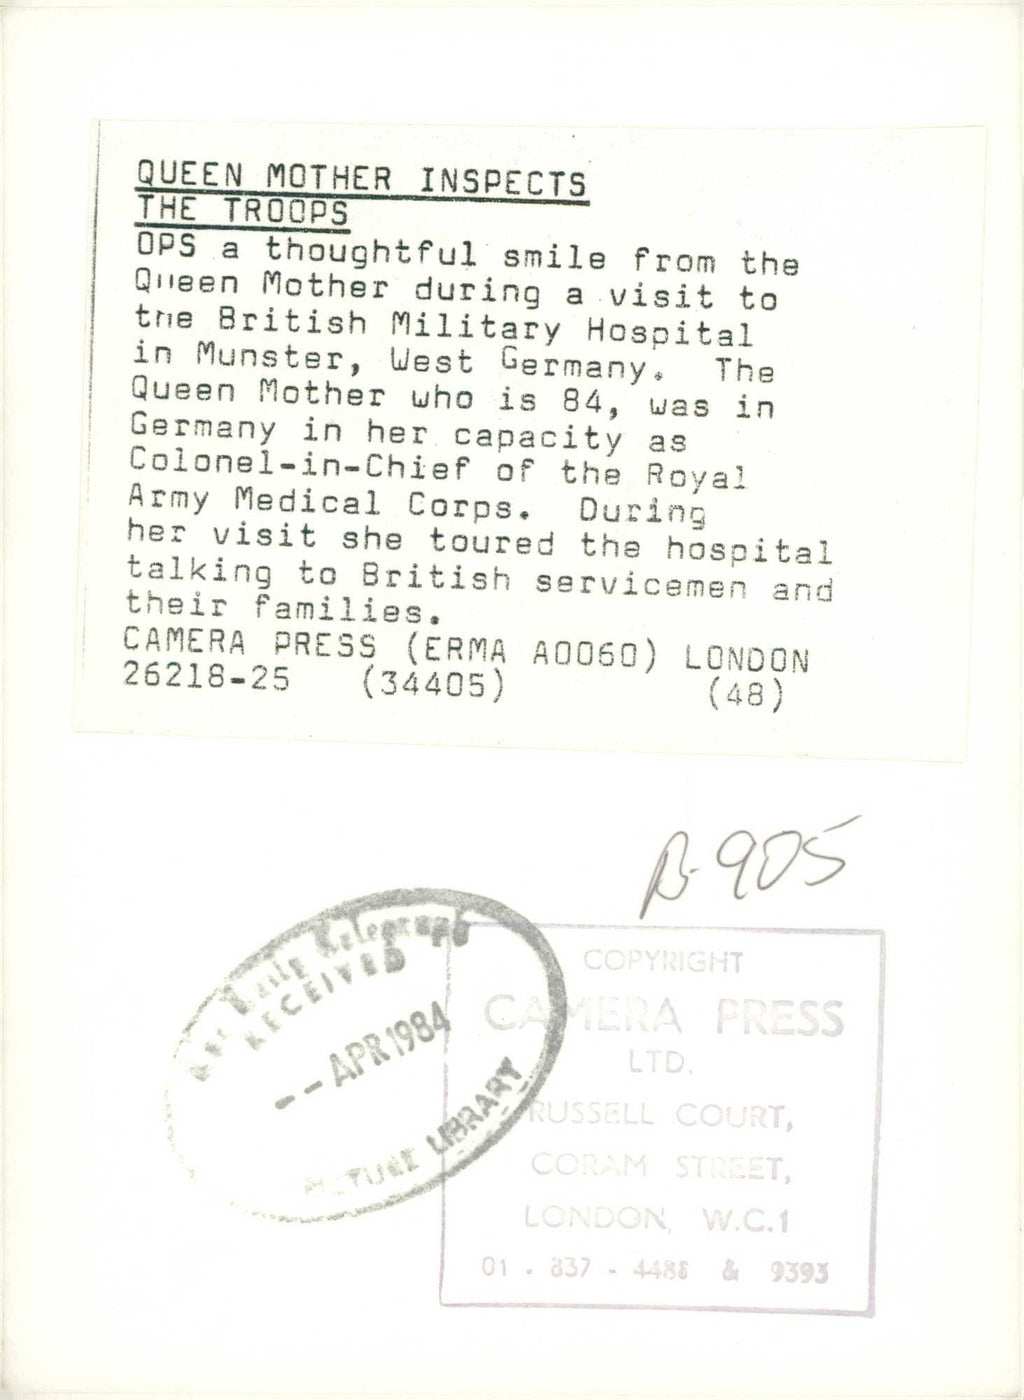 QUEEN MOTHER INSPECTS
THE TROOPS
OPS a thoughtful smile from the
Queen Mother during a visit to
the British Military Hospital
in Munster, West Germany. The
Queen Mother who is 84, was in
Germany in her capacity as
Colonel-in-Chief of the Royal
Army Medical Corps. During
her visit she toured the hospital
talking to British servicemen and
their families.
CAMERA PRESS (ERMA A0060) LONDON
26218-25 (34405) (48)
905
The Daily Telegraph
RECEIVED
-- APR 1984
PICTURE LIBRARY
COPYRIGHT
CAMERA PRESS
LTD.
RUSSELL COURT,
CORAM STREET,
LONDON, W.C.1
01 . 837 - 4488 & 9393